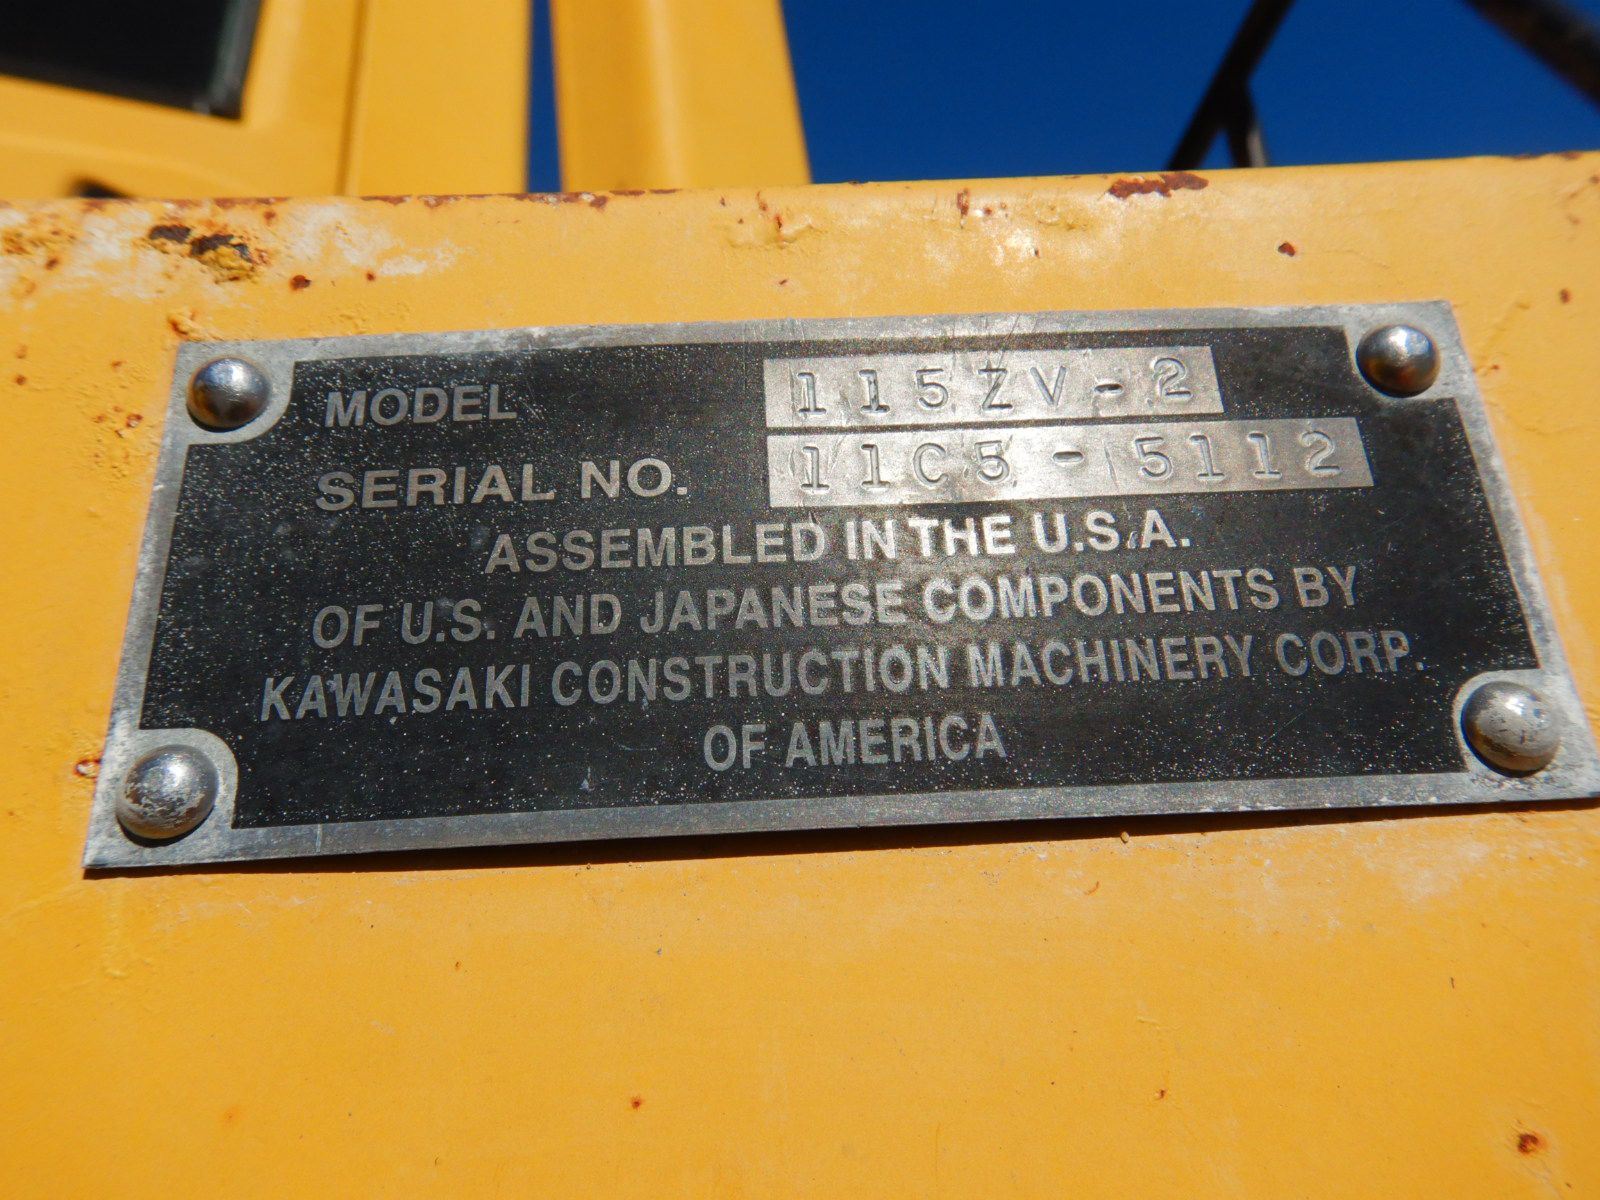 MODEL 115ZV-2
SERIAL NO. 11C5-5112
ASSEMBLED IN THE U.S.A.
OF U.S. AND JAPANESE COMPONENTS BY
KAWASAKI CONSTRUCTION MACHINERY CORP.
OF AMERICA